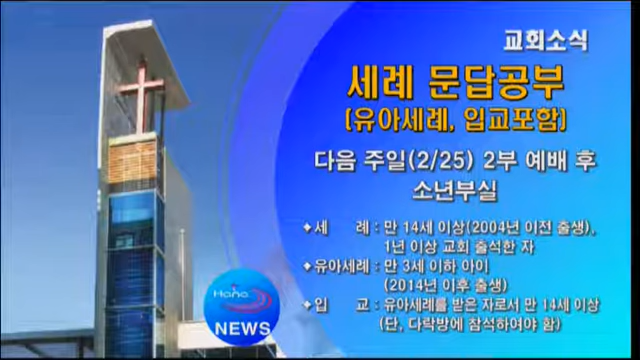 교회소식
세례 문답공부
(유아세례, 입교포함)
다음 주일(2/25) 2부 예배 후
소년부실
세 례 : 만 14세 이상(2004년 이전 출생),
1년 이상 교회 출석한 자
유아세례 : 만 3세 이하 아이
(2014년 이후 출생)
입 교 : 유아세례를 받은 자로서 만 14세 이상
(단, 다락방에 참석하여야 함)
Hana
NEWS